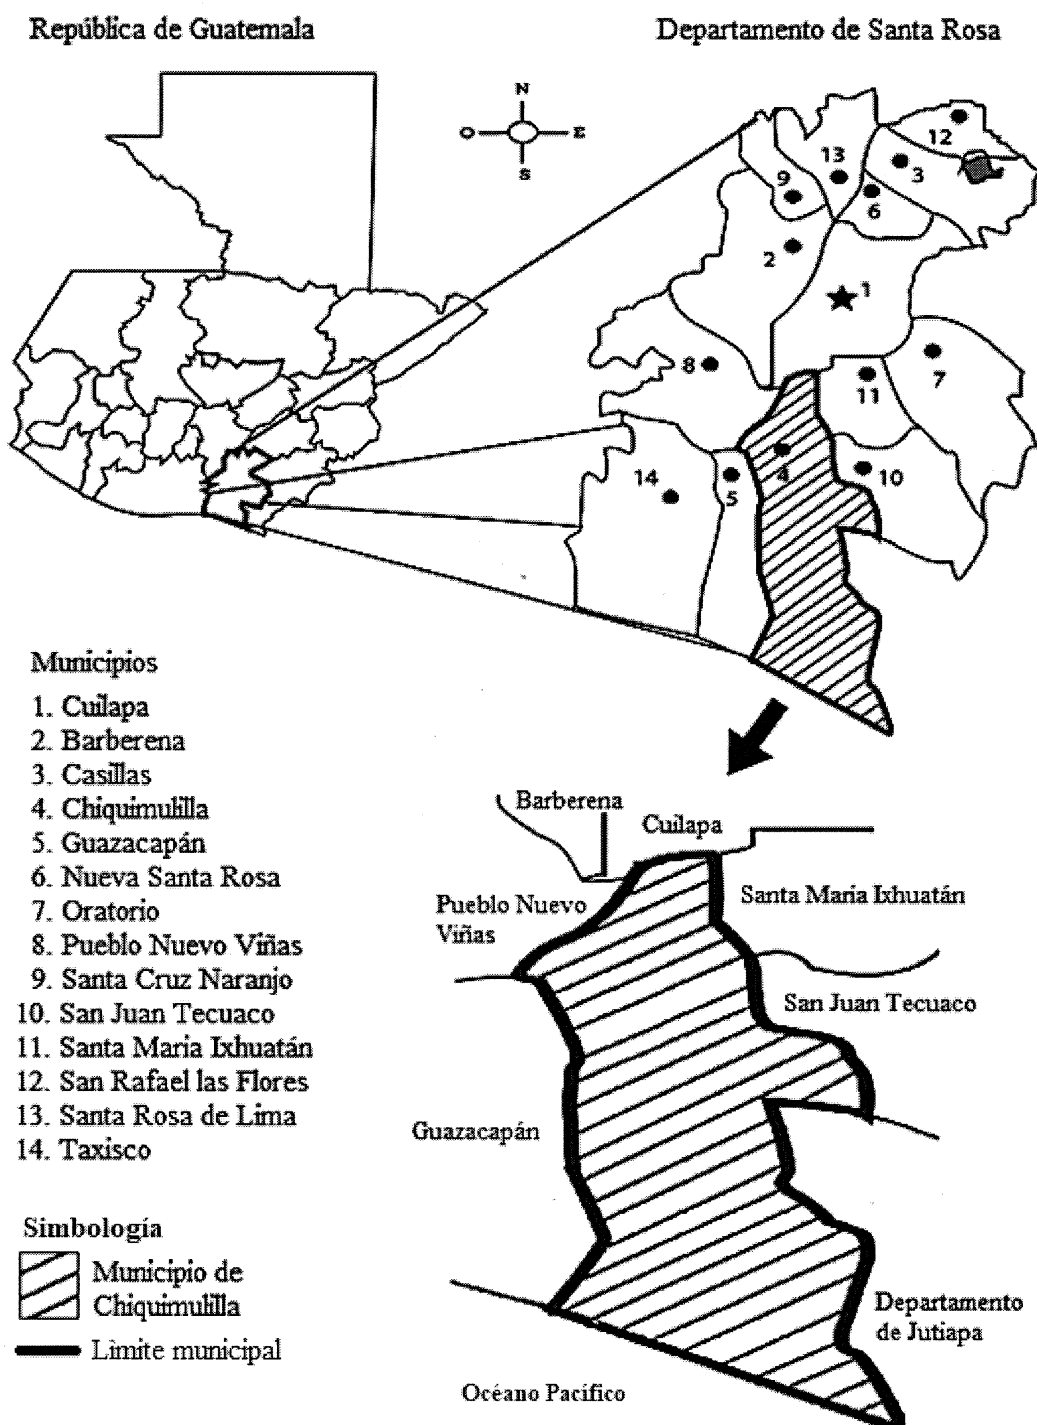 República de Guatemala
Departamento de Santa Rosa
N
O
E
S
12
13
3
9
6
2
1
8
11
7
4
14
5
10
Municipios
1. Cuilapa
2. Barberena
3. Casillas
4. Chiquimulilla
5. Guazacapán
6. Nueva Santa Rosa
7. Oratorio
8. Pueblo Nuevo Viñas
9. Santa Cruz Naranjo
10. San Juan Tecuaco
11. Santa Maria Ixhuatán
12. San Rafael las Flores
13. Santa Rosa de Lima
14. Taxisco
Barberena
Cuilapa
Pueblo Nuevo
Viñas
Santa Maria Ixhuatán
San Juan Tecuaco
Guazacapán
Departamento
de Jutiapa
Océano Pacífico
Simbología
Municipio de
Chiquimulilla
Lìmite municipal